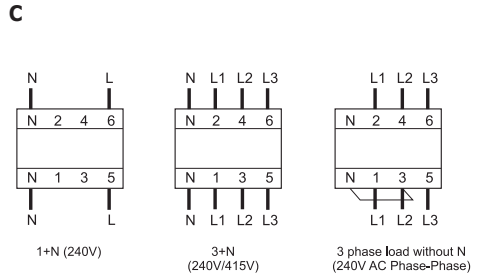 C
N L
N 2 4 6
N 1 3 5
N L
1+N (240V)
N L1 L2 L3
N 2 4 6
N 1 3 5
N L1 L2 L3
3+N
(240V/415V)
L1 L2 L3
N 2 4 6
N 1 3 5
L1 L2 L3
3 phase load without N
(240V AC Phase-Phase)